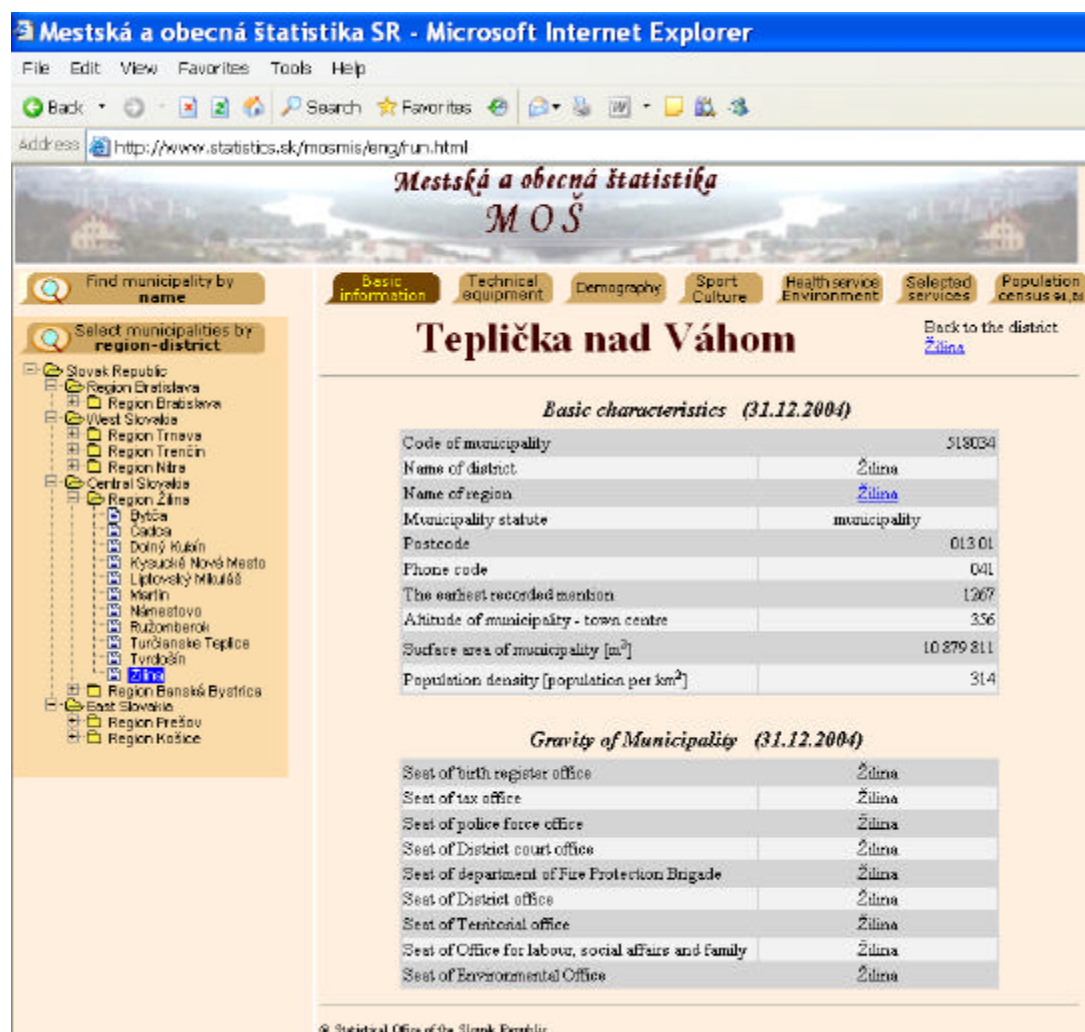 Mestská a obecná štatistika SR - Microsoft Internet Explorer
File Edit View Favorites Tools Help
Back Search Favorites
Address http://www.statistics.sk/mosmis/eng/run.html
Mestská a obecná štatistika
MOŠ
Find municipality by
name
Select municipalities by
region-district
Slovak Republic
Region Bratislava
Region Bratislava
West Slovakia
Region Trnava
Region Trenčín
Region Nitra
Central Slovakia
Region Žilina
Bytča
Čadca
Dolný Kubín
Kysucké Nové Mesto
Liptovský Mikuláš
Martin
Námestovo
Ružomberok
Turčianske Teplice
Tvrdošín
Žilina
Region Banská Bystrica
East Slovakia
Region Prešov
Region Košice
Basic
information
Technical
equipment
Demography
Sport
Culture
Health service
Environment
Selected
services
Population
census 91,01
Teplička nad Váhom
Back to the district
Žilina
Basic characteristics (31.12.2004)
Code of municipality 518034
Name of district Žilina
Name of region Žilina
Municipality statute municipality
Postcode 013 01
Phone code 041
The earliest recorded mention 1267
Altitude of municipality - town centre 356
Surface area of municipality [m²] 10 879 811
Population density [population per km²] 314
Gravity of Municipality (31.12.2004)
Seat of birth register office Žilina
Seat of tax office Žilina
Seat of police force office Žilina
Seat of District court office Žilina
Seat of department of Fire Protection Brigade Žilina
Seat of District office Žilina
Seat of Territorial office Žilina
Seat of Office for labour, social affairs and family Žilina
Seat of Environmental Office Žilina
Statistical Office of the Slovak Republic